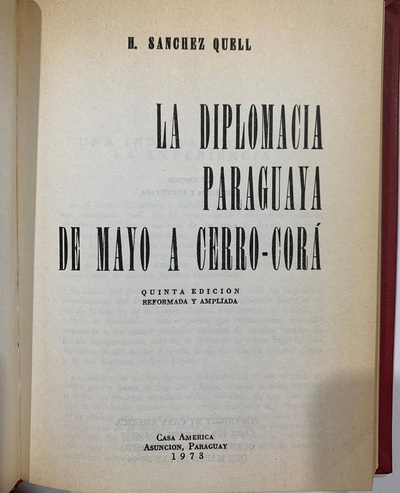 H. SANCHEZ QUELL
LA DIPLOMACIA
PARAGUAYA
DE MAYO A CERRO-CORÁ
QUINTA EDICION
REFORMADA Y AMPLIADA
CASA AMERICA
ASUNCION, PARAGUAY
1973